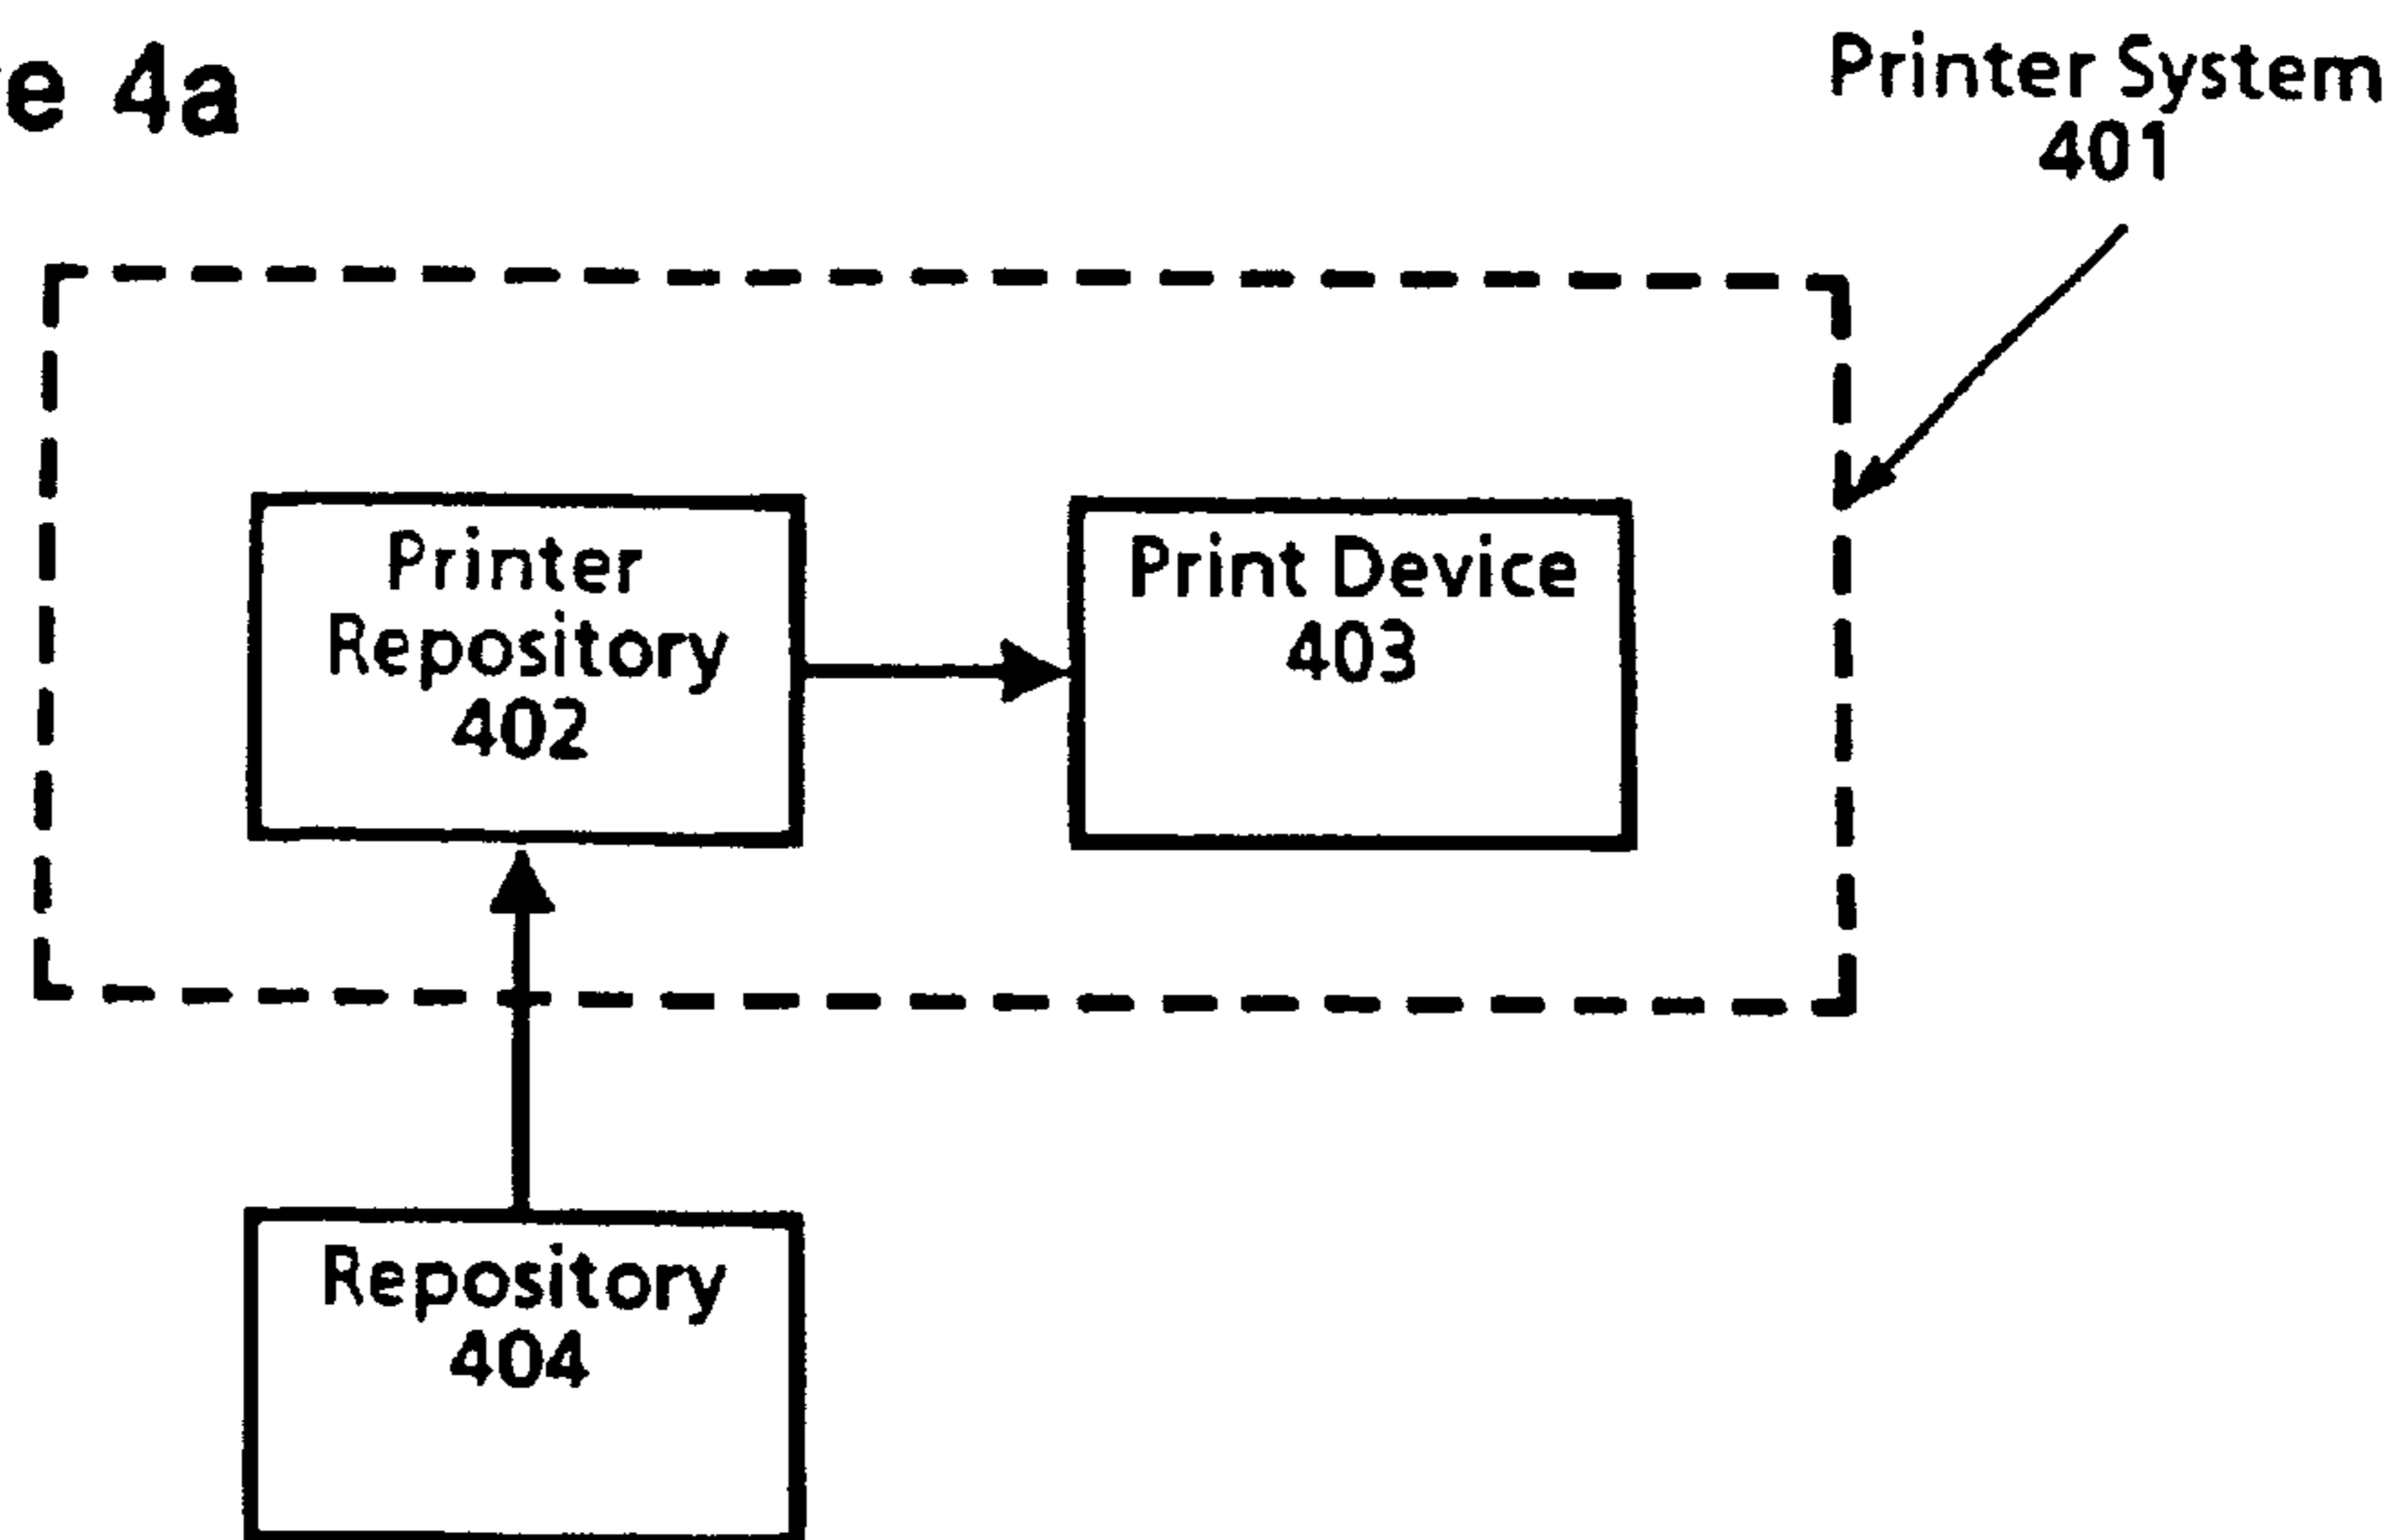 4a
Printer System
401
Printer
Repository
402
Print Device
403
Repository
404